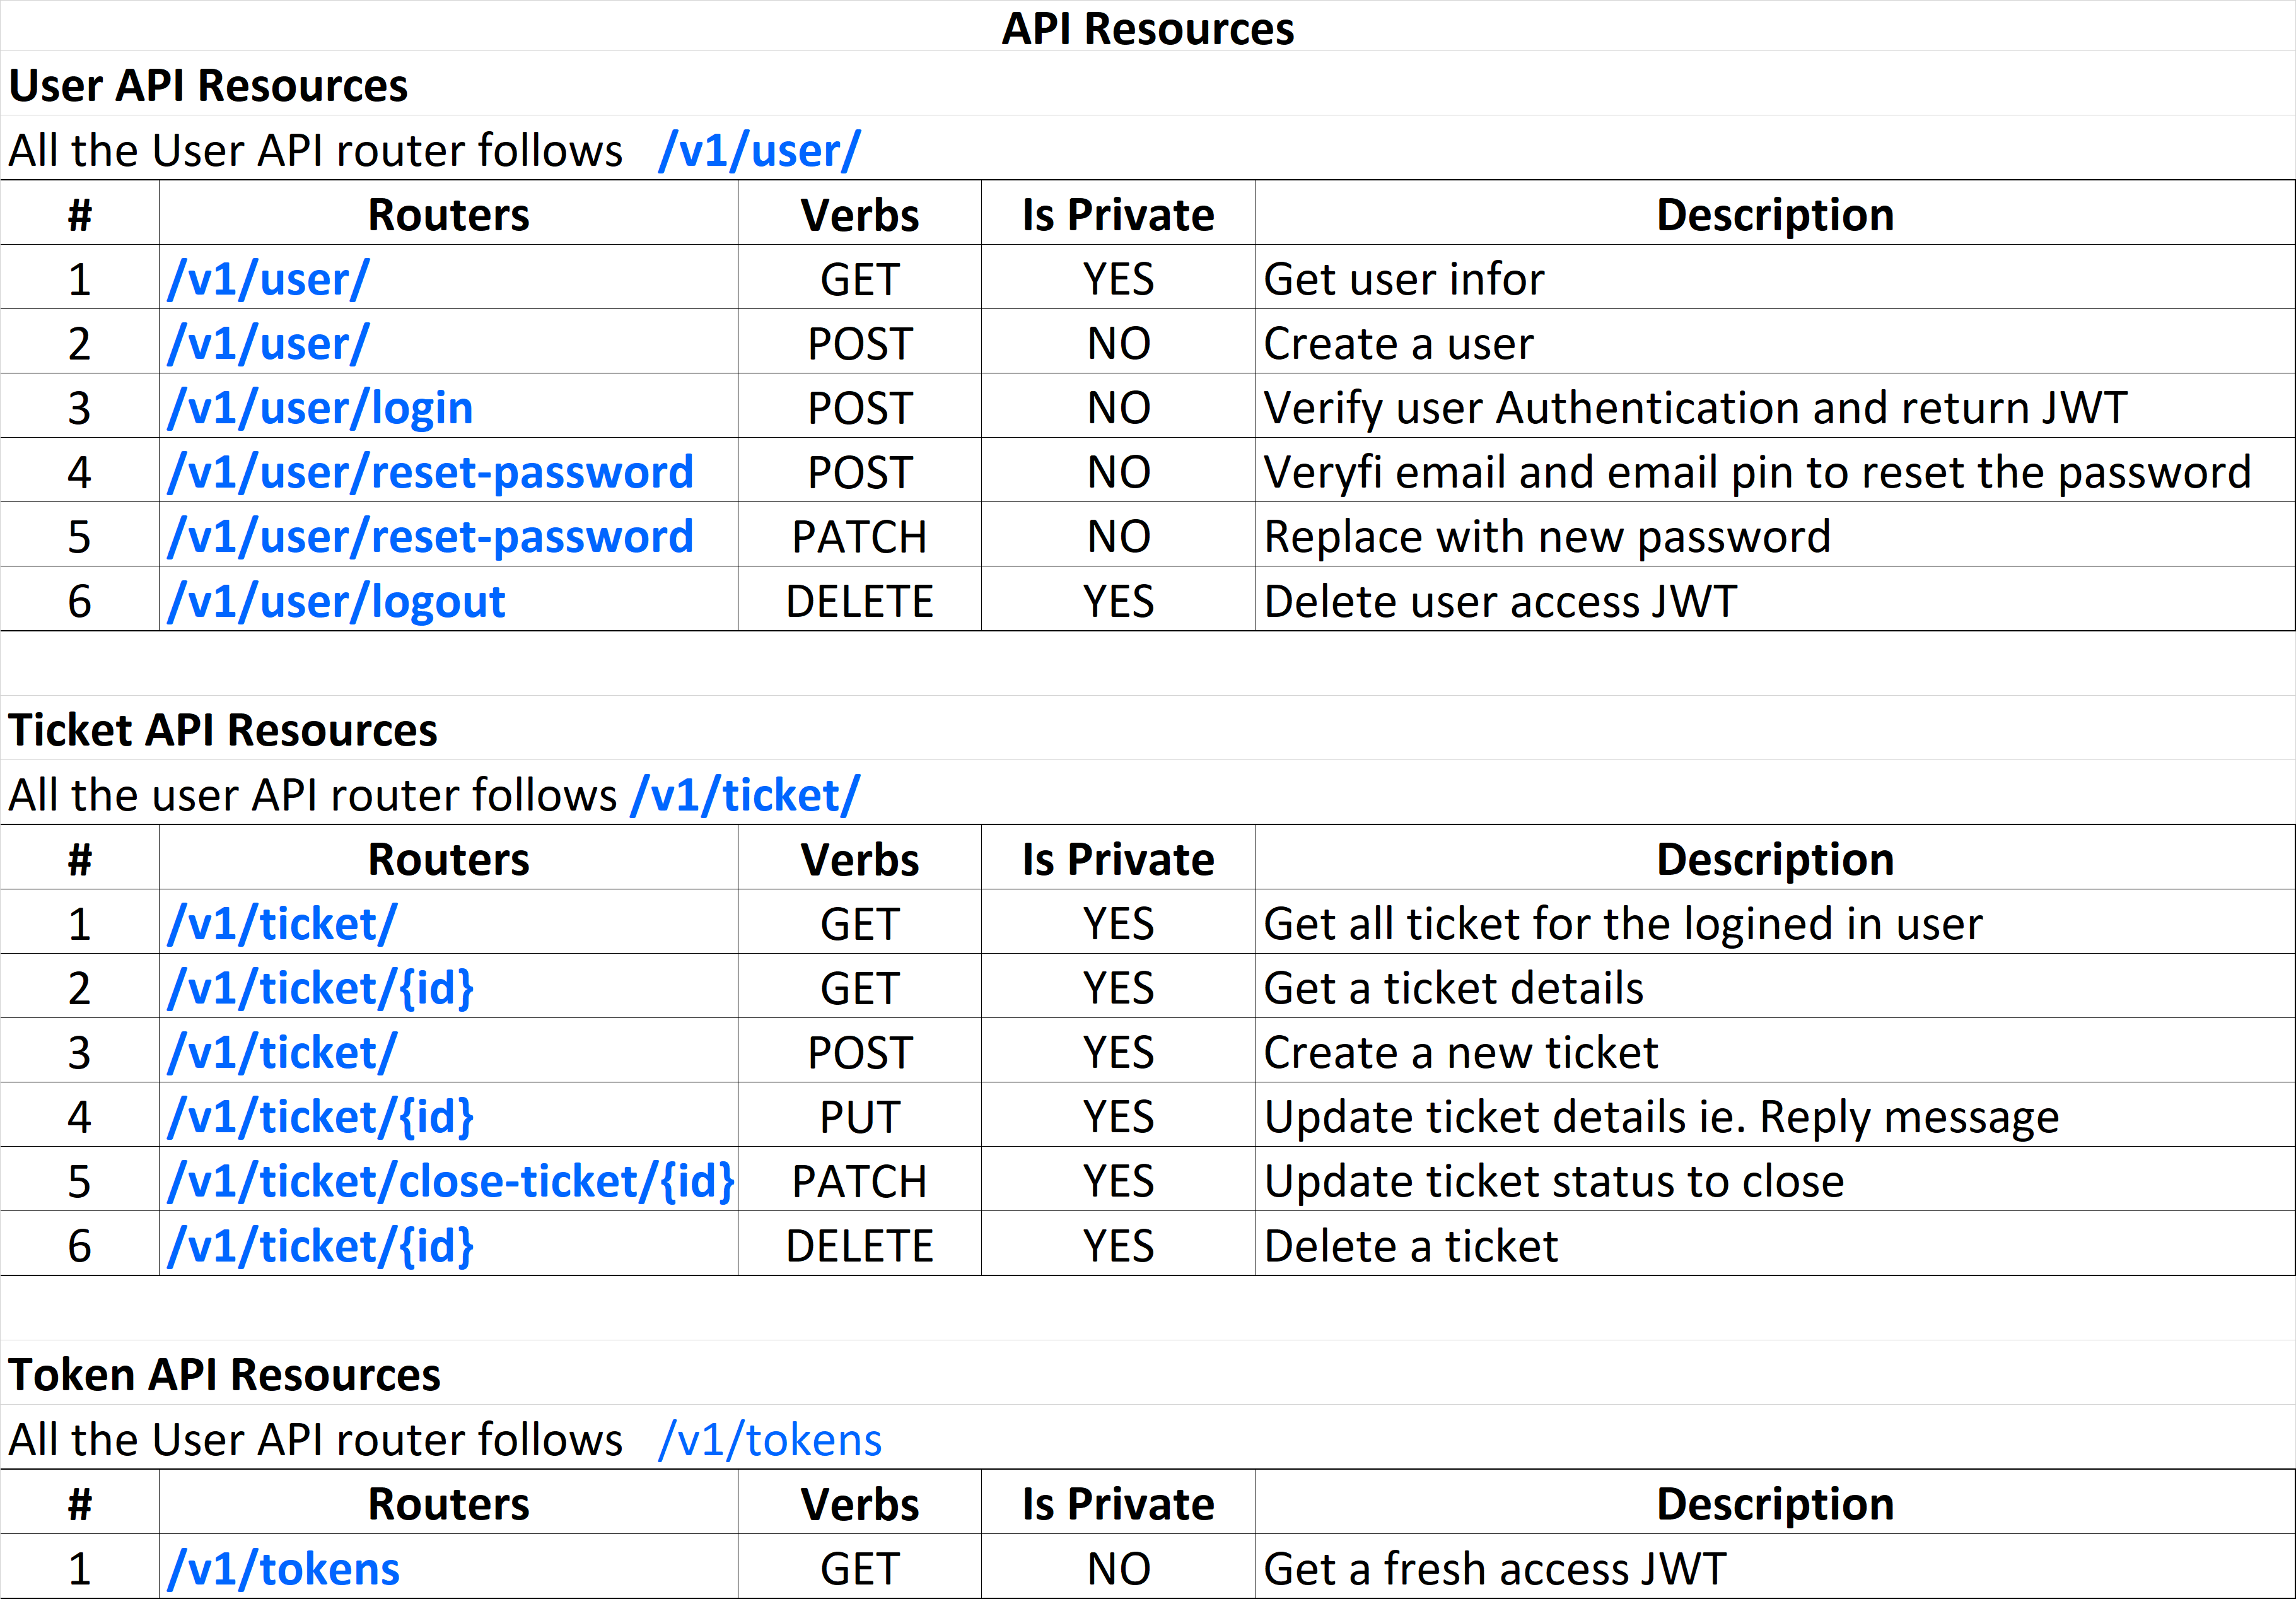 API Resources
User API Resources
All the User API router follows /v1/user/
# Routers Verbs Is Private Description
1 /v1/user/ GET YES Get user infor
2 /v1/user/ POST NO Create a user
3 /v1/user/login POST NO Verify user Authentication and return JWT
4 /v1/user/reset-password POST NO Veryfi email and email pin to reset the password
5 /v1/user/reset-password PATCH NO Replace with new password
6 /v1/user/logout DELETE YES Delete user access JWT
Ticket API Resources
All the user API router follows /v1/ticket/
# Routers Verbs Is Private Description
1 /v1/ticket/ GET YES Get all ticket for the logined in user
2 /v1/ticket/{id} GET YES Get a ticket details
3 /v1/ticket/ POST YES Create a new ticket
4 /v1/ticket/{id} PUT YES Update ticket details ie. Reply message
5 /v1/ticket/close-ticket/{id} PATCH YES Update ticket status to close
6 /v1/ticket/{id} DELETE YES Delete a ticket
Token API Resources
All the User API router follows /v1/tokens
# Routers Verbs Is Private Description
1 /v1/tokens GET NO Get a fresh access JWT